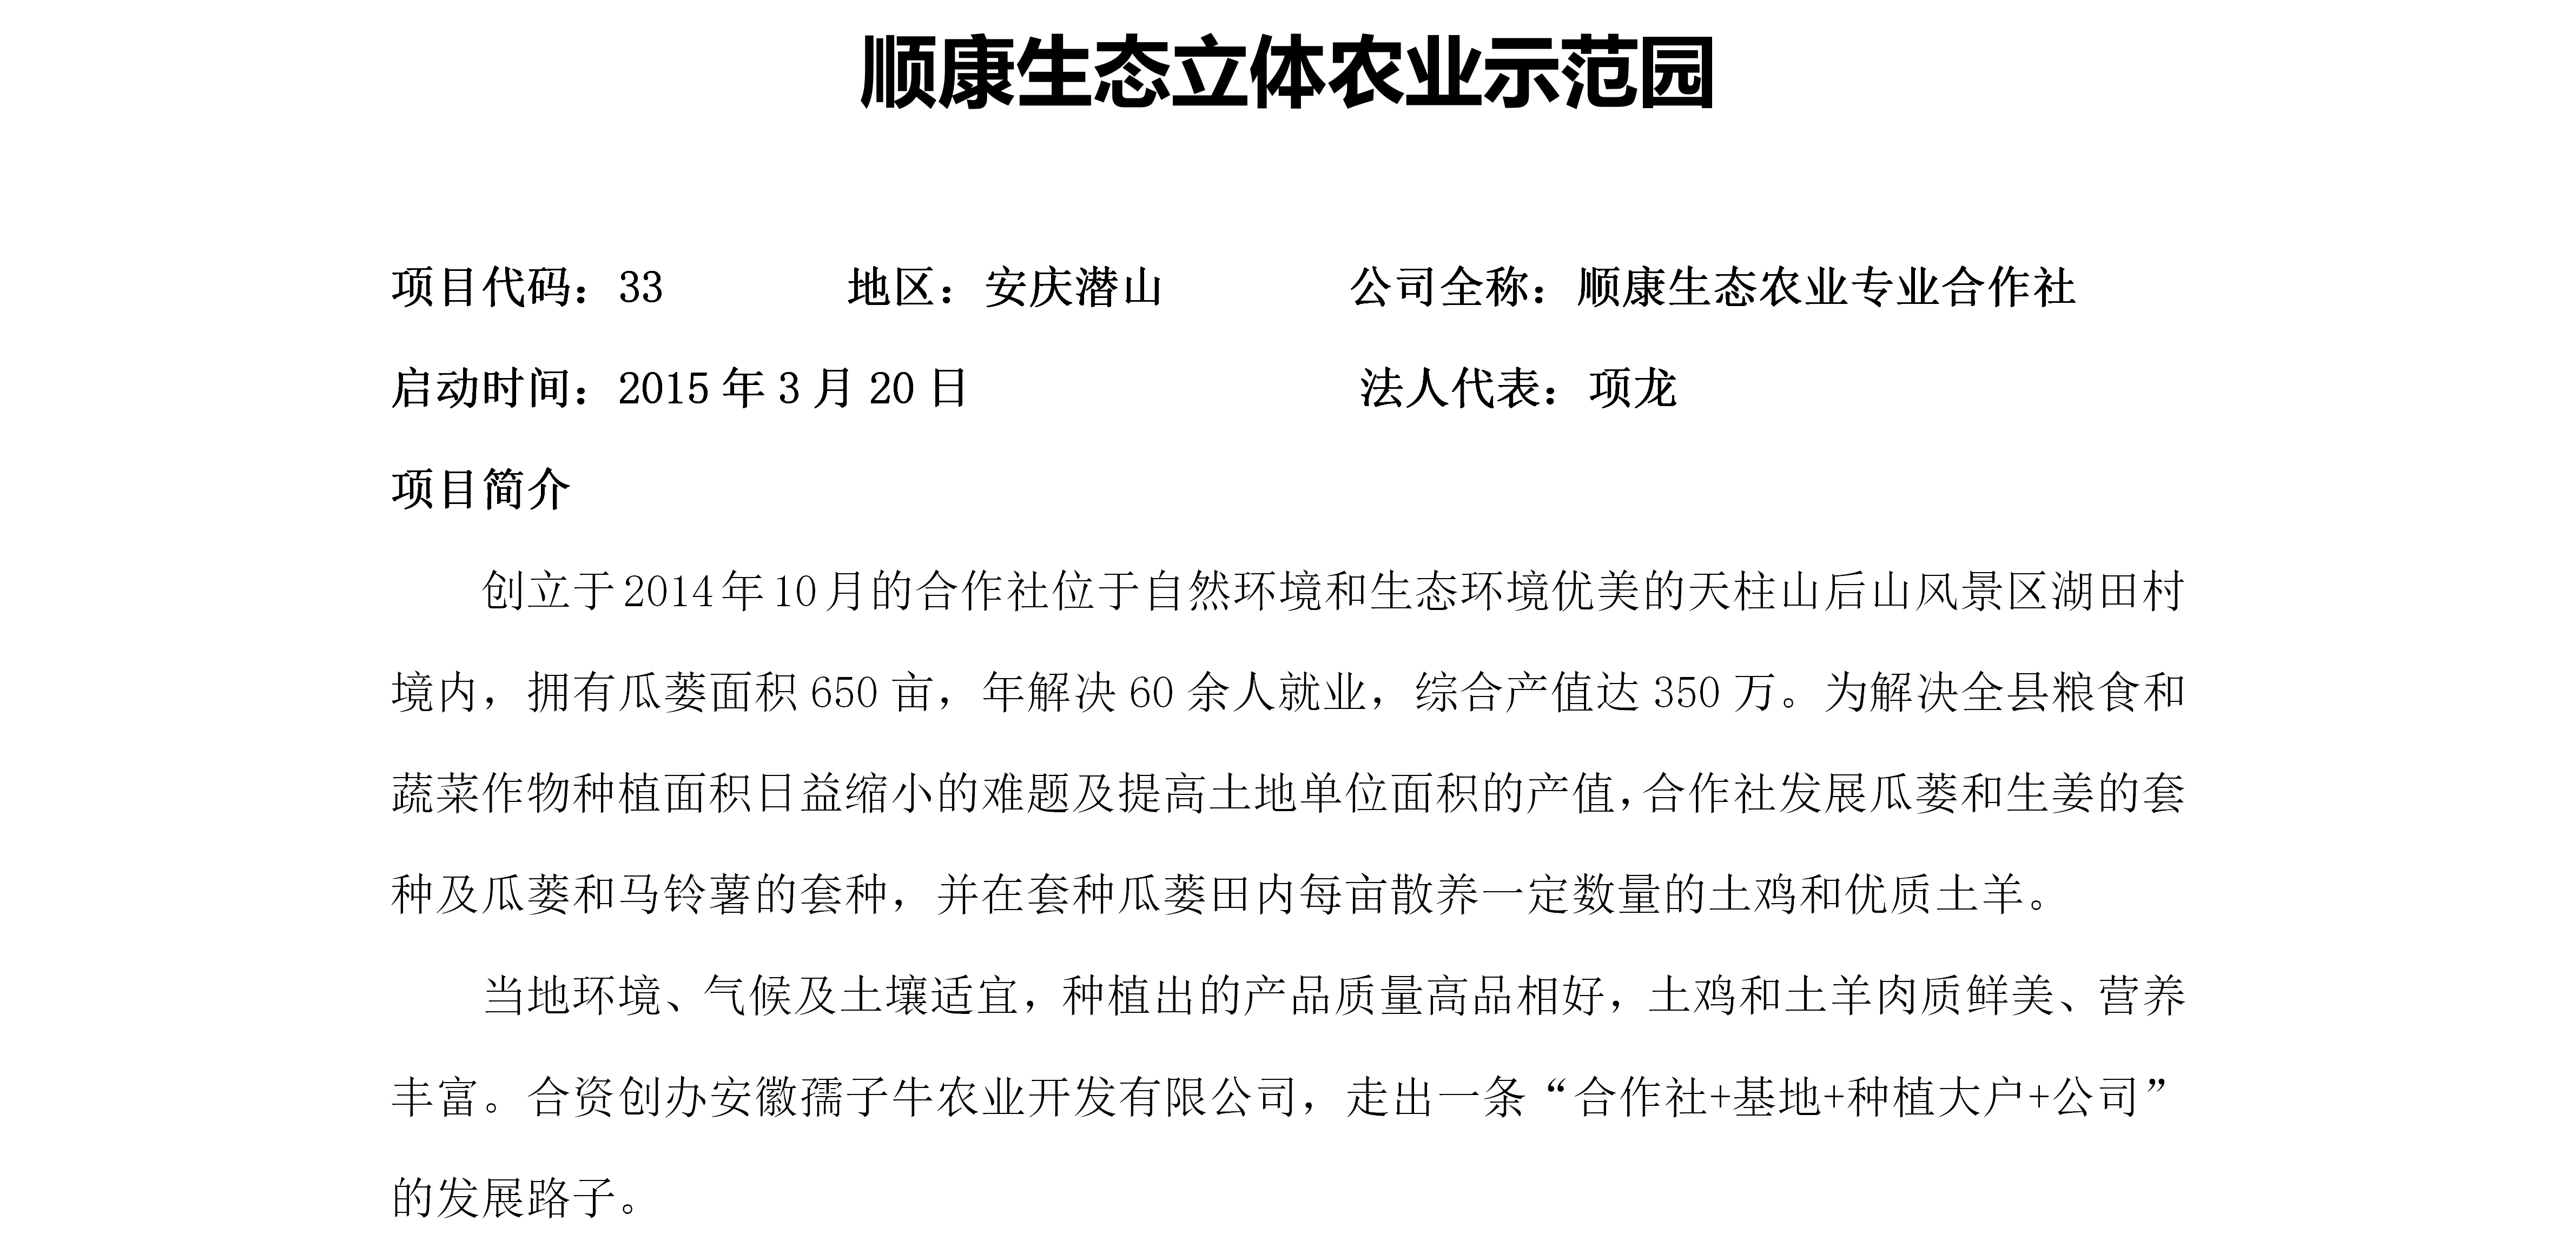 顺康生态立体农业示范园
项目代码：33 地区：安庆潜山 公司全称：顺康生态农业专业合作社
启动时间：2015 年 3 月 20 日 法人代表：项龙
项目简介
创立于2014年10月的合作社位于自然环境和生态环境优美的天柱山后山风景区湖田村
境内，拥有瓜蒌面积 650 亩，年解决 60 余人就业，综合产值达 350 万。为解决全县粮食和
蔬菜作物种植面积日益缩小的难题及提高土地单位面积的产值，合作社发展瓜蒌和生姜的套
种及瓜蒌和马铃薯的套种，并在套种瓜蒌田内每亩散养一定数量的土鸡和优质土羊。
当地环境、气候及土壤适宜，种植出的产品质量高品相好，土鸡和土羊肉质鲜美、营养
丰富。合资创办安徽孺子牛农业开发有限公司，走出一条“合作社+基地+种植大户+公司”
的发展路子。